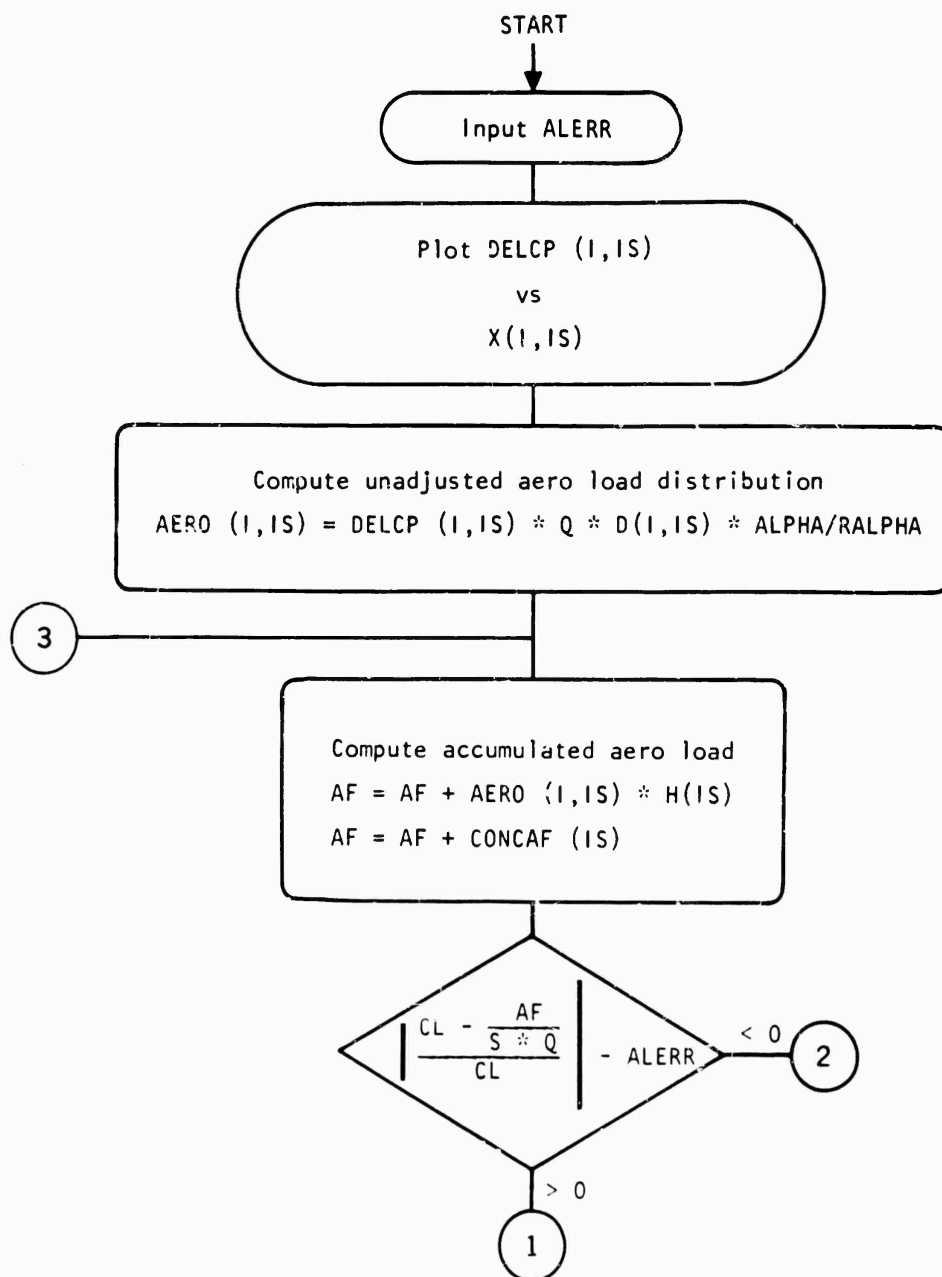 START
Input ALERR
Plot DELCP (I,IS)
vs
X(I,IS)
Compute unadjusted aero load distribution
AERO (I,IS) = DELCP (I,IS) * Q * D(I,IS) * ALPHA/RALPHA
3
Compute accumulated aero load
AF = AF + AERO (I,IS) * H(IS)
AF = AF + CONCAF (IS)
| CL - AF / S * Q / CL | - ALERR
< 0
2
> 0
1